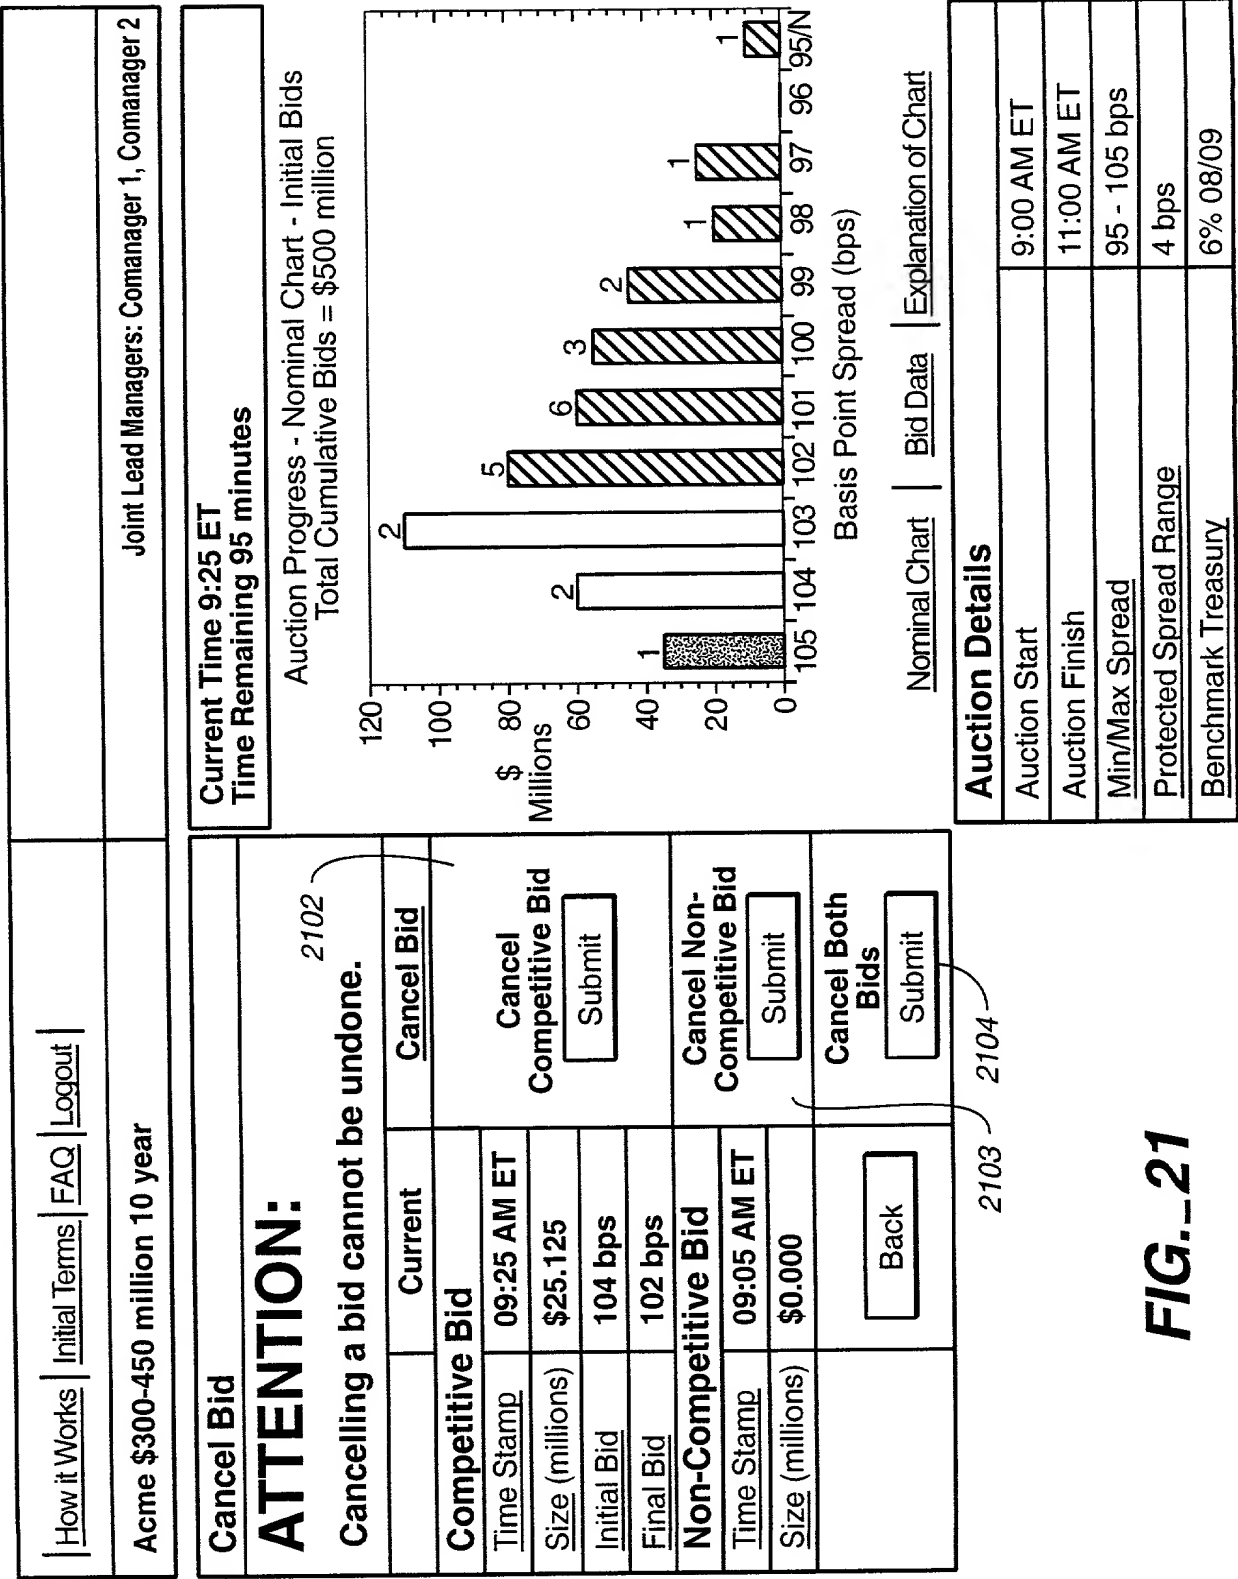 | How it Works | Initial Terms | FAQ | Logout |
Acme $300-450 million 10 year
Joint Lead Managers: Comanager 1, Comanager 2
Cancel Bid
ATTENTION:
Cancelling a bid cannot be undone.
2102
Current
Cancel Bid
Competitive Bid
Time Stamp 09:25 AM ET
Size (millions) $25.125
Initial Bid 104 bps
Final Bid 102 bps
Cancel
Competitive Bid
Submit
Non-Competitive Bid
Time Stamp 09:05 AM ET
Size (millions) $0.000
Cancel Non-
Competitive Bid
Submit
Back
Cancel Both
Bids
Submit
2103
2104
Current Time 9:25 ET
Time Remaining 95 minutes
Auction Progress - Nominal Chart - Initial Bids
Total Cumulative Bids = $500 million
$
Millions
120
100
80
60
40
20
0
1 2 2 5 6 3 2 1 1 1
105 104 103 102 101 100 99 98 97 96 95/N
Basis Point Spread (bps)
Nominal Chart | Bid Data | Explanation of Chart
Auction Details
Auction Start 9:00 AM ET
Auction Finish 11:00 AM ET
Min/Max Spread 95 - 105 bps
Protected Spread Range 4 bps
Benchmark Treasury 6% 08/09
FIG._21